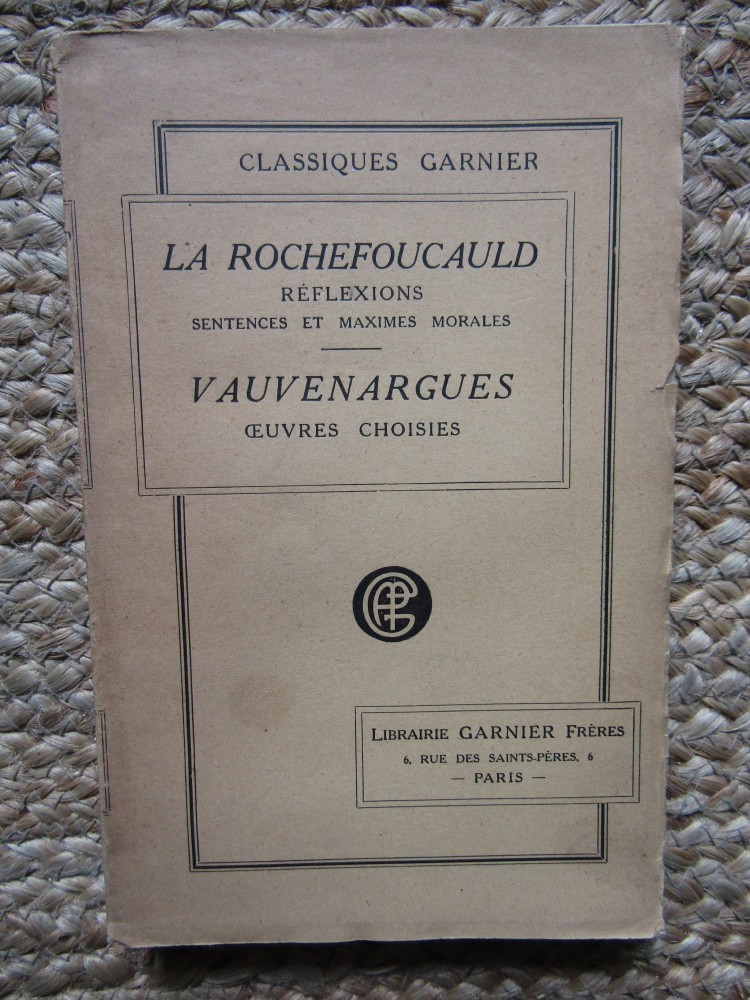 CLASSIQUES GARNIER
LA ROCHEFOUCAULD
RÉFLEXIONS
SENTENCES ET MAXIMES MORALES
VAUVENARGUES
ŒUVRES CHOISIES
LIBRAIRIE GARNIER FRÈRES
6, RUE DES SAINTS-PÈRES, 6
— PARIS —